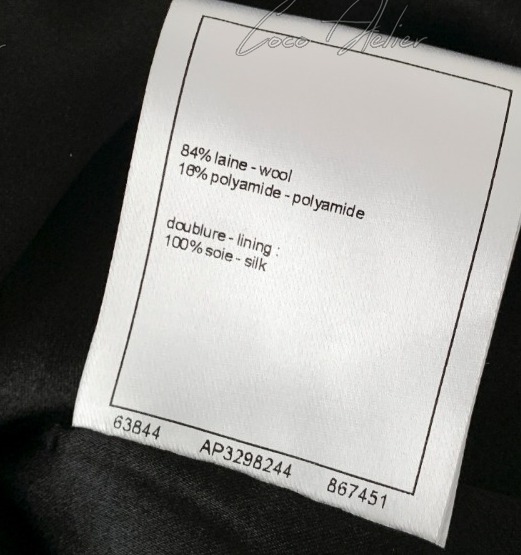 Coco Atelier
84% laine - wool
16% polyamide - polyamide
doublure - lining :
100% soie - silk
63844 AP3298244 867451